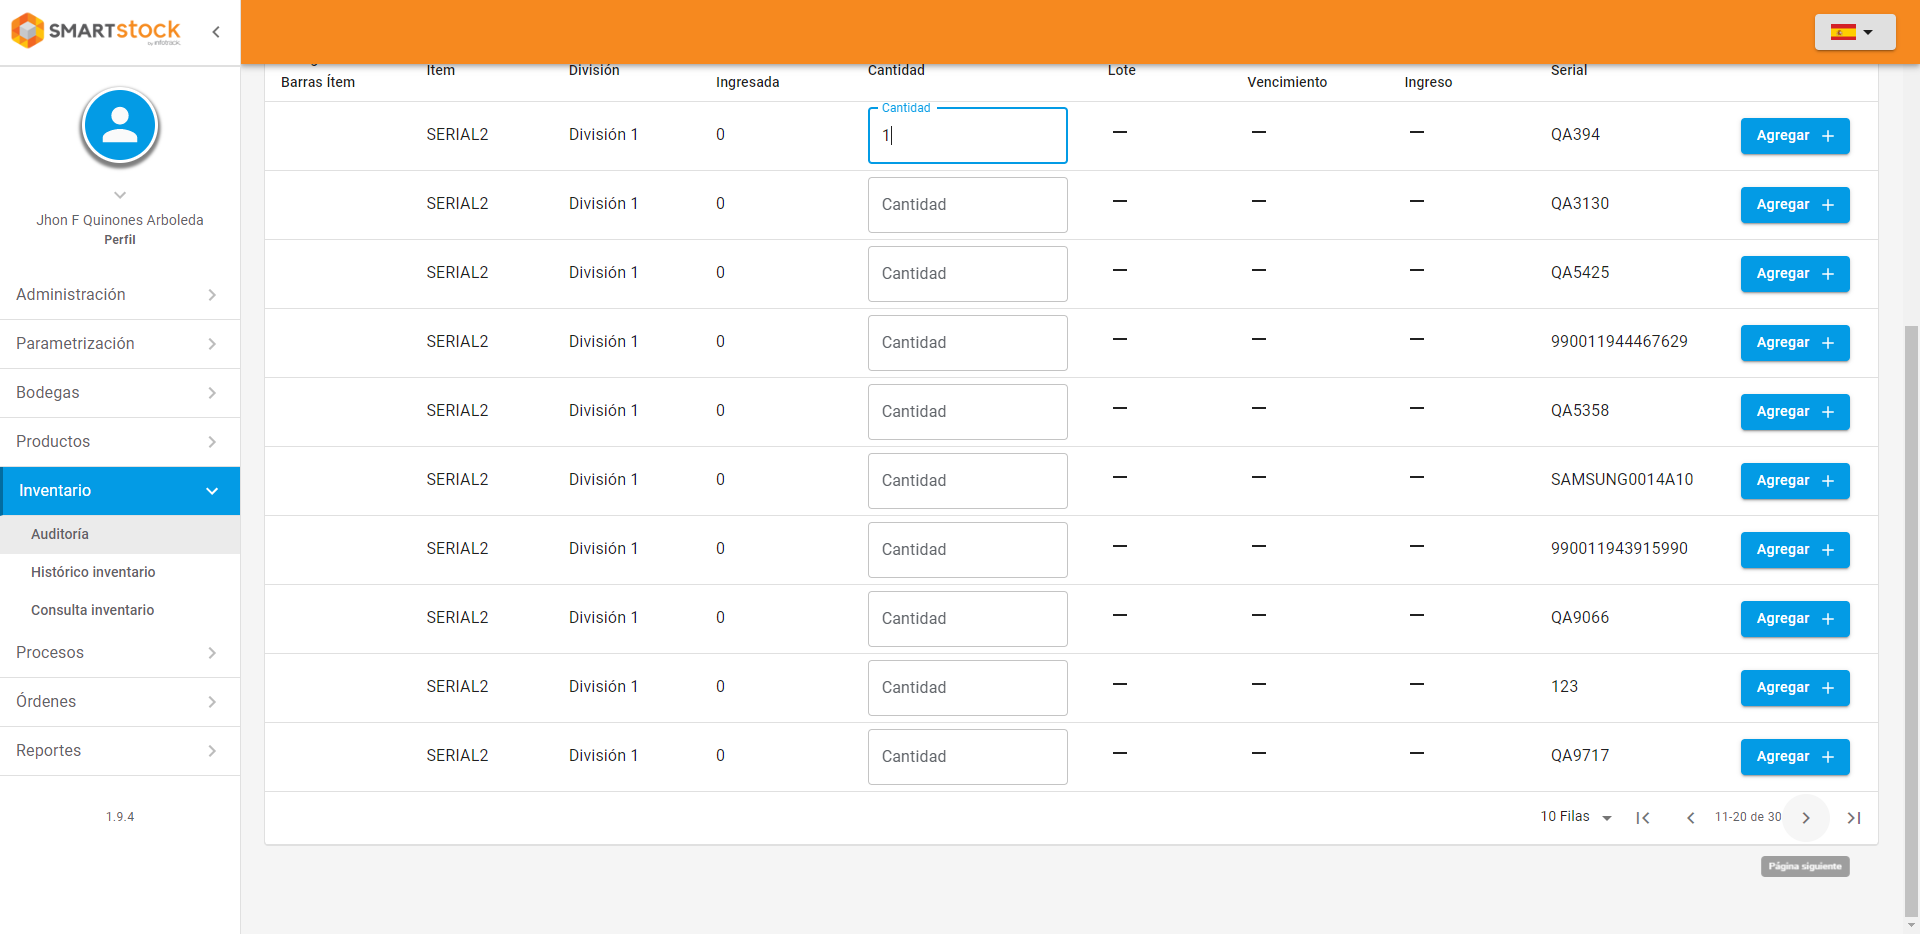 SMARTSTOCK
by infotrack
Jhon F Quinones Arboleda
Perfil
Administración
Parametrización
Bodegas
Productos
Inventario
Auditoría
Histórico inventario
Consulta inventario
Procesos
Órdenes
Reportes
1.9.4
Barras Ítem Ítem División Ingresada Cantidad Lote Vencimiento Ingreso Serial
Cantidad
SERIAL2 División 1 0 1 — — — QA394 Agregar +
SERIAL2 División 1 0 Cantidad — — — QA3130 Agregar +
SERIAL2 División 1 0 Cantidad — — — QA5425 Agregar +
SERIAL2 División 1 0 Cantidad — — — 990011944467629 Agregar +
SERIAL2 División 1 0 Cantidad — — — QA5358 Agregar +
SERIAL2 División 1 0 Cantidad — — — SAMSUNG0014A10 Agregar +
SERIAL2 División 1 0 Cantidad — — — 990011943915990 Agregar +
SERIAL2 División 1 0 Cantidad — — — QA9066 Agregar +
SERIAL2 División 1 0 Cantidad — — — 123 Agregar +
SERIAL2 División 1 0 Cantidad — — — QA9717 Agregar +
10 Filas 11-20 de 30
Página siguiente